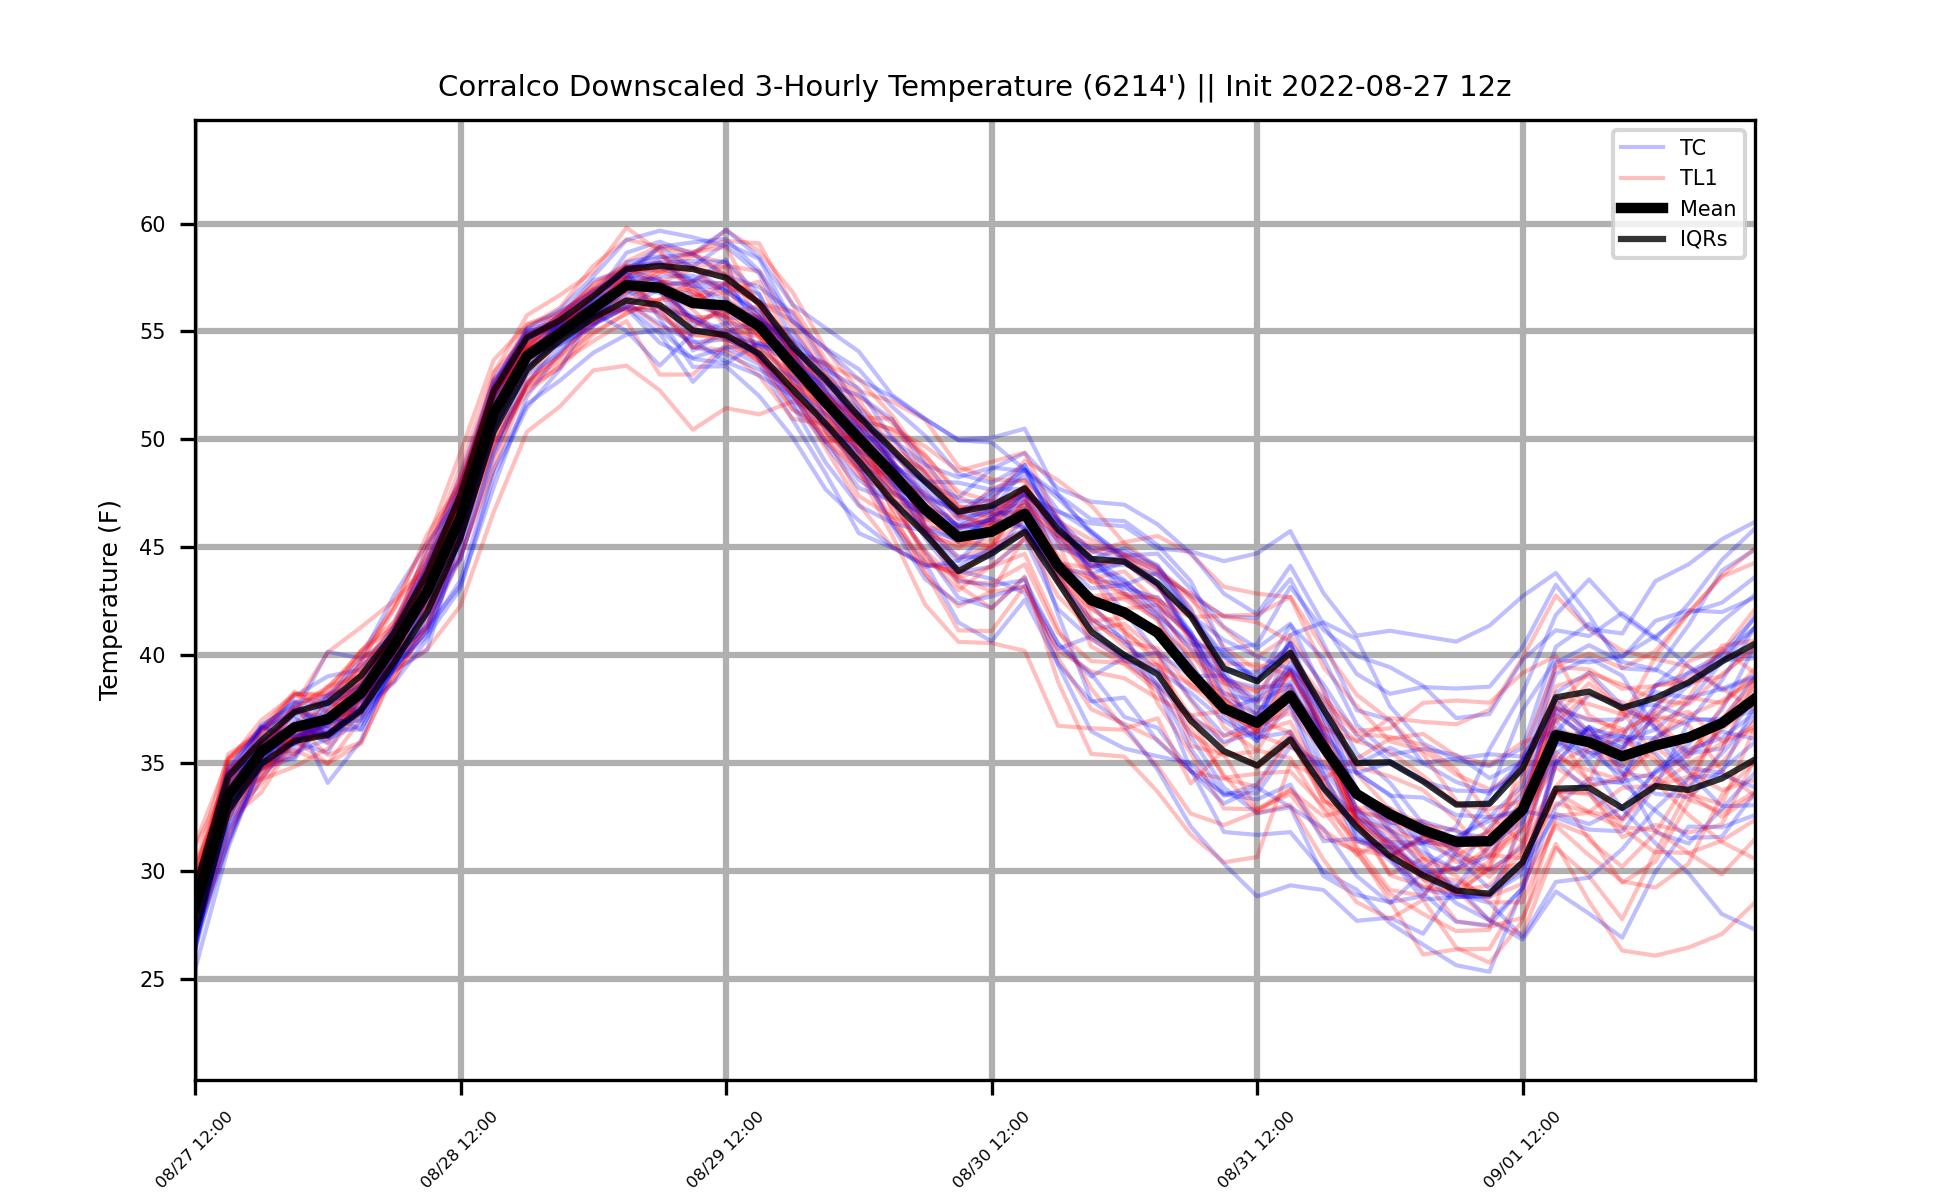 Corralco Downscaled 3-Hourly Temperature (6214') || Init 2022-08-27 12z
TC
TL1
Mean
IQRs
Temperature (F)
60
55
50
45
40
35
30
25
08/27 12:00
08/28 12:00
08/29 12:00
08/30 12:00
08/31 12:00
09/01 12:00